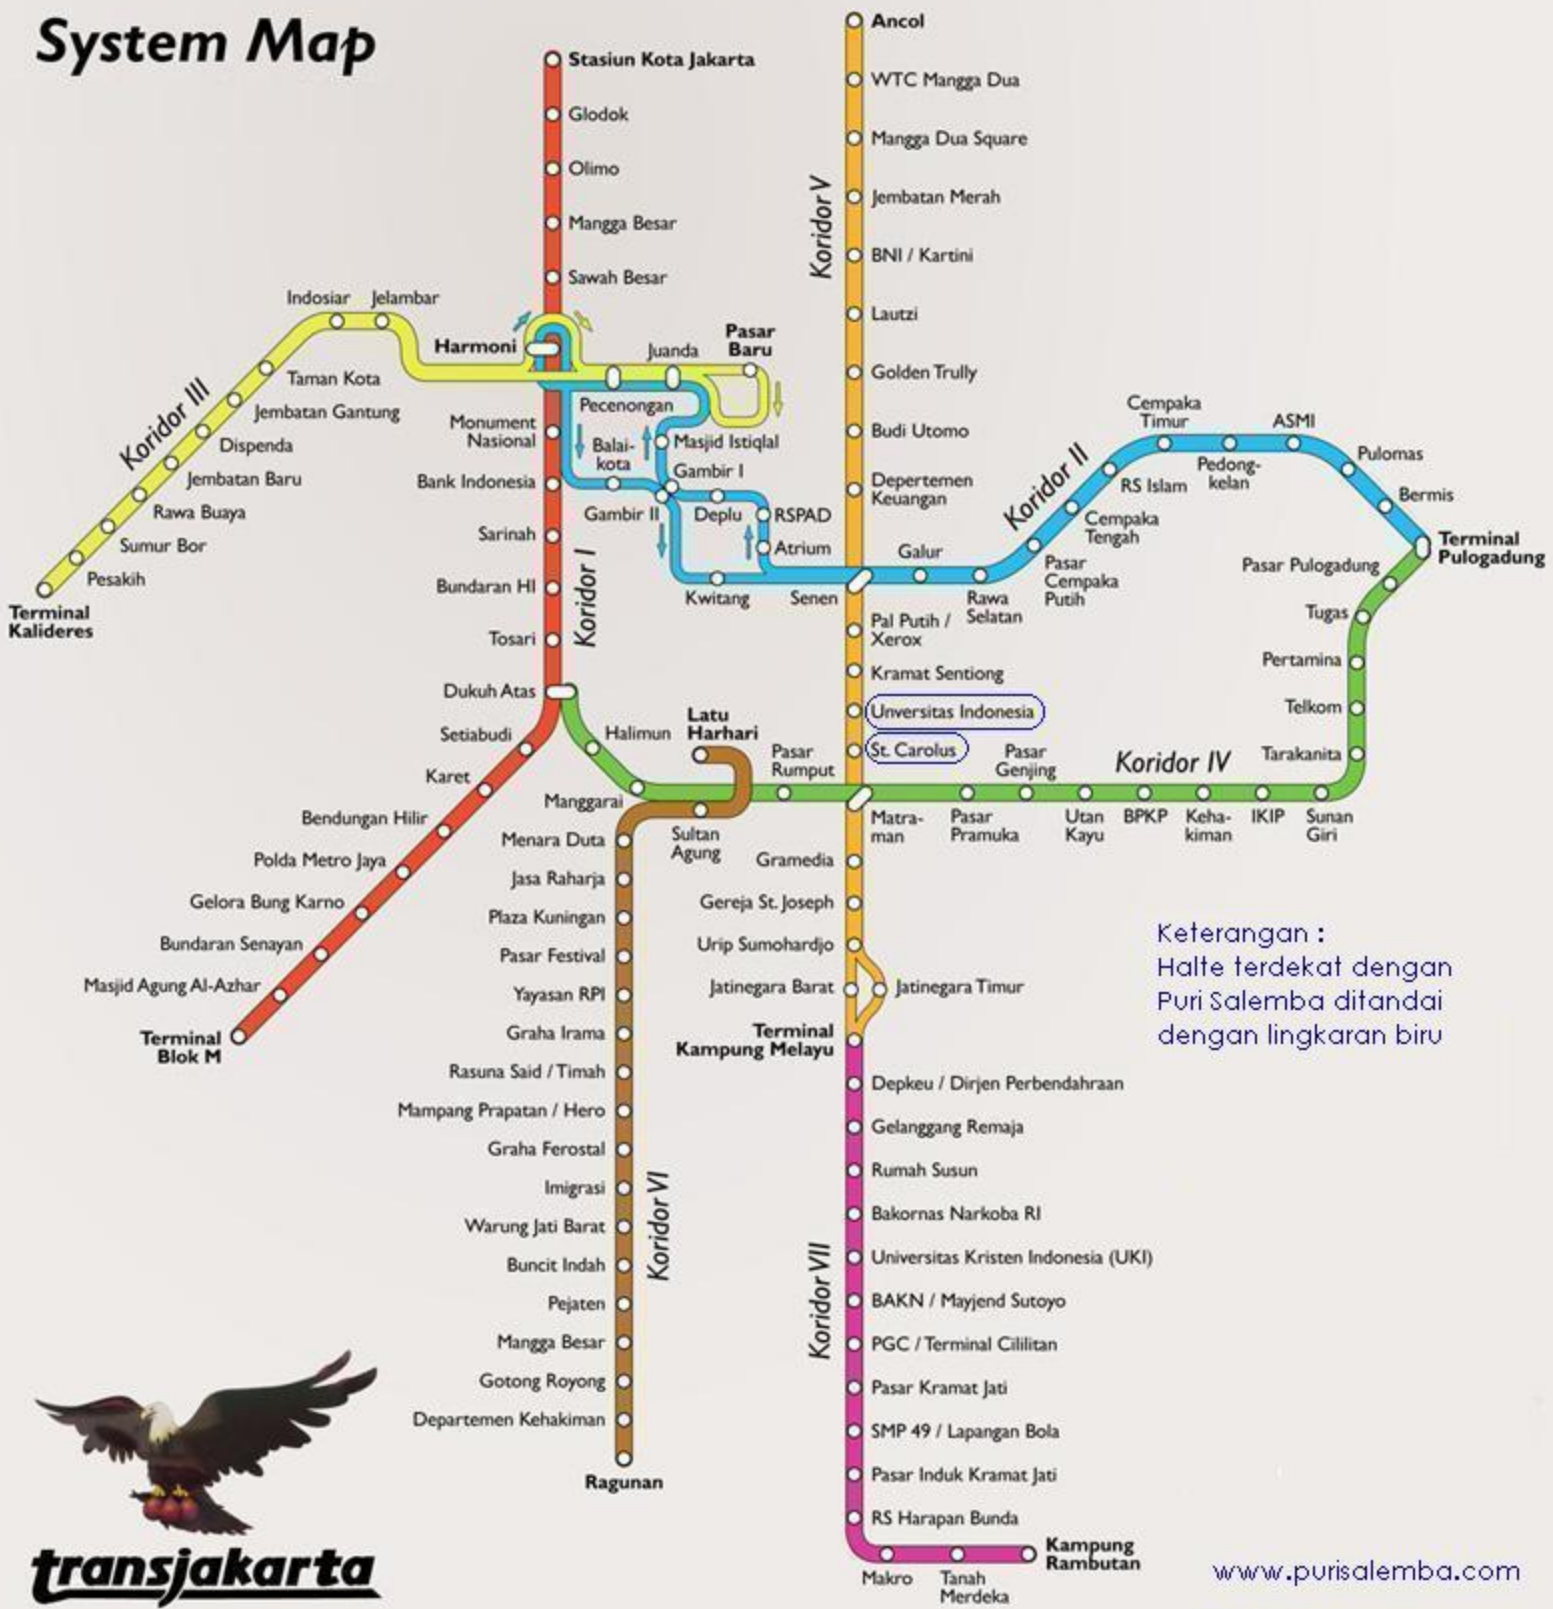 System Map
Ancol
Stasiun Kota Jakarta
WTC Mangga Dua
Glodok
Mangga Dua Square
Olimo
Jembatan Merah
Koridor V
Mangga Besar
BNI / Kartini
Sawah Besar
Indosiar
Jelambar
Lautzi
Harmoni
Juanda
Pasar
Baru
Golden Trully
Taman Kota
Koridor III
Jembatan Gantung
Pecenongan
Dispenda
Monument
Nasional
Balai-
kota
Masjid Istiqlal
Budi Utomo
Cempaka
Timur
ASMI
Pulomas
Jembatan Baru
Bank Indonesia
Gambir I
Depertemen
Keuangan
Koridor II
RS Islam
Pedong-
kelan
Bermis
Rawa Buaya
Gambir II
Deplu
RSPAD
Cempaka
Tengah
Sumur Bor
Sarinah
Atrium
Galur
Terminal
Pulogadung
Pesakih
Koridor I
Bundaran HI
Kwitang
Senen
Rawa
Selatan
Pasar
Cempaka
Putih
Pasar Pulogadung
Terminal
Kalideres
Tosari
Pal Putih /
Xerox
Tugas
Kramat Sentiong
Pertamina
Dukuh Atas
Unversitas Indonesia
Telkom
Setiabudi
Halimun
Latu
Harhari
Pasar
Rumput
St. Carolus
Pasar
Genjing
Koridor IV
Tarakanita
Karet
Manggarai
Bendungan Hilir
Menara Duta
Sultan
Agung
Matra-
man
Pasar
Pramuka
Utan
Kayu
BPKP
Keha-
kiman
IKIP
Sunan
Giri
Polda Metro Jaya
Gramedia
Jasa Raharja
Gelora Bung Karno
Gereja St. Joseph
Plaza Kuningan
Bundaran Senayan
Urip Sumohardjo
Pasar Festival
Masjid Agung Al-Azhar
Jatinegara Barat
Jatinegara Timur
Yayasan RPI
Keterangan :
Halte terdekat dengan
Puri Salemba ditandai
dengan lingkaran biru
Terminal
Blok M
Graha Irama
Terminal
Kampung Melayu
Rasuna Said / Timah
Depkeu / Dirjen Perbendahraan
Mampang Prapatan / Hero
Gelanggang Remaja
Graha Ferostal
Rumah Susun
Imigrasi
Koridor VI
Bakornas Narkoba RI
Warung Jati Barat
Universitas Kristen Indonesia (UKI)
Buncit Indah
Koridor VII
BAKN / Mayjend Sutoyo
Pejaten
PGC / Terminal Cililitan
Mangga Besar
Pasar Kramat Jati
Gotong Royong
SMP 49 / Lapangan Bola
Departemen Kehakiman
Pasar Induk Kramat Jati
Ragunan
RS Harapan Bunda
Makro
Tanah
Merdeka
Kampung
Rambutan
transjakarta
www.purisalemba.com